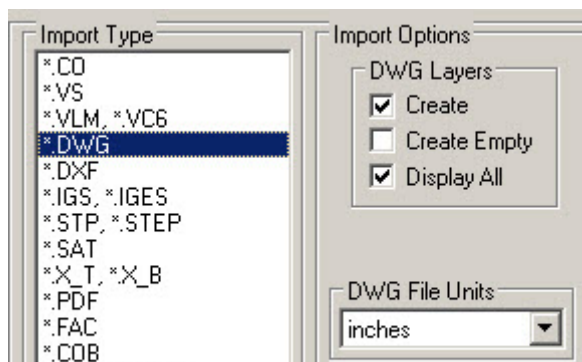 Import Type
*.CO
*.VS
*.VLM, *.VC6
*.DWG
*.DXF
*.IGS, *.IGES
*.STP, *.STEP
*.SAT
*.X_T, *.X_B
*.PDF
*.FAC
*.COB
Import Options
DWG Layers
Create
Create Empty
Display All
DWG File Units
inches